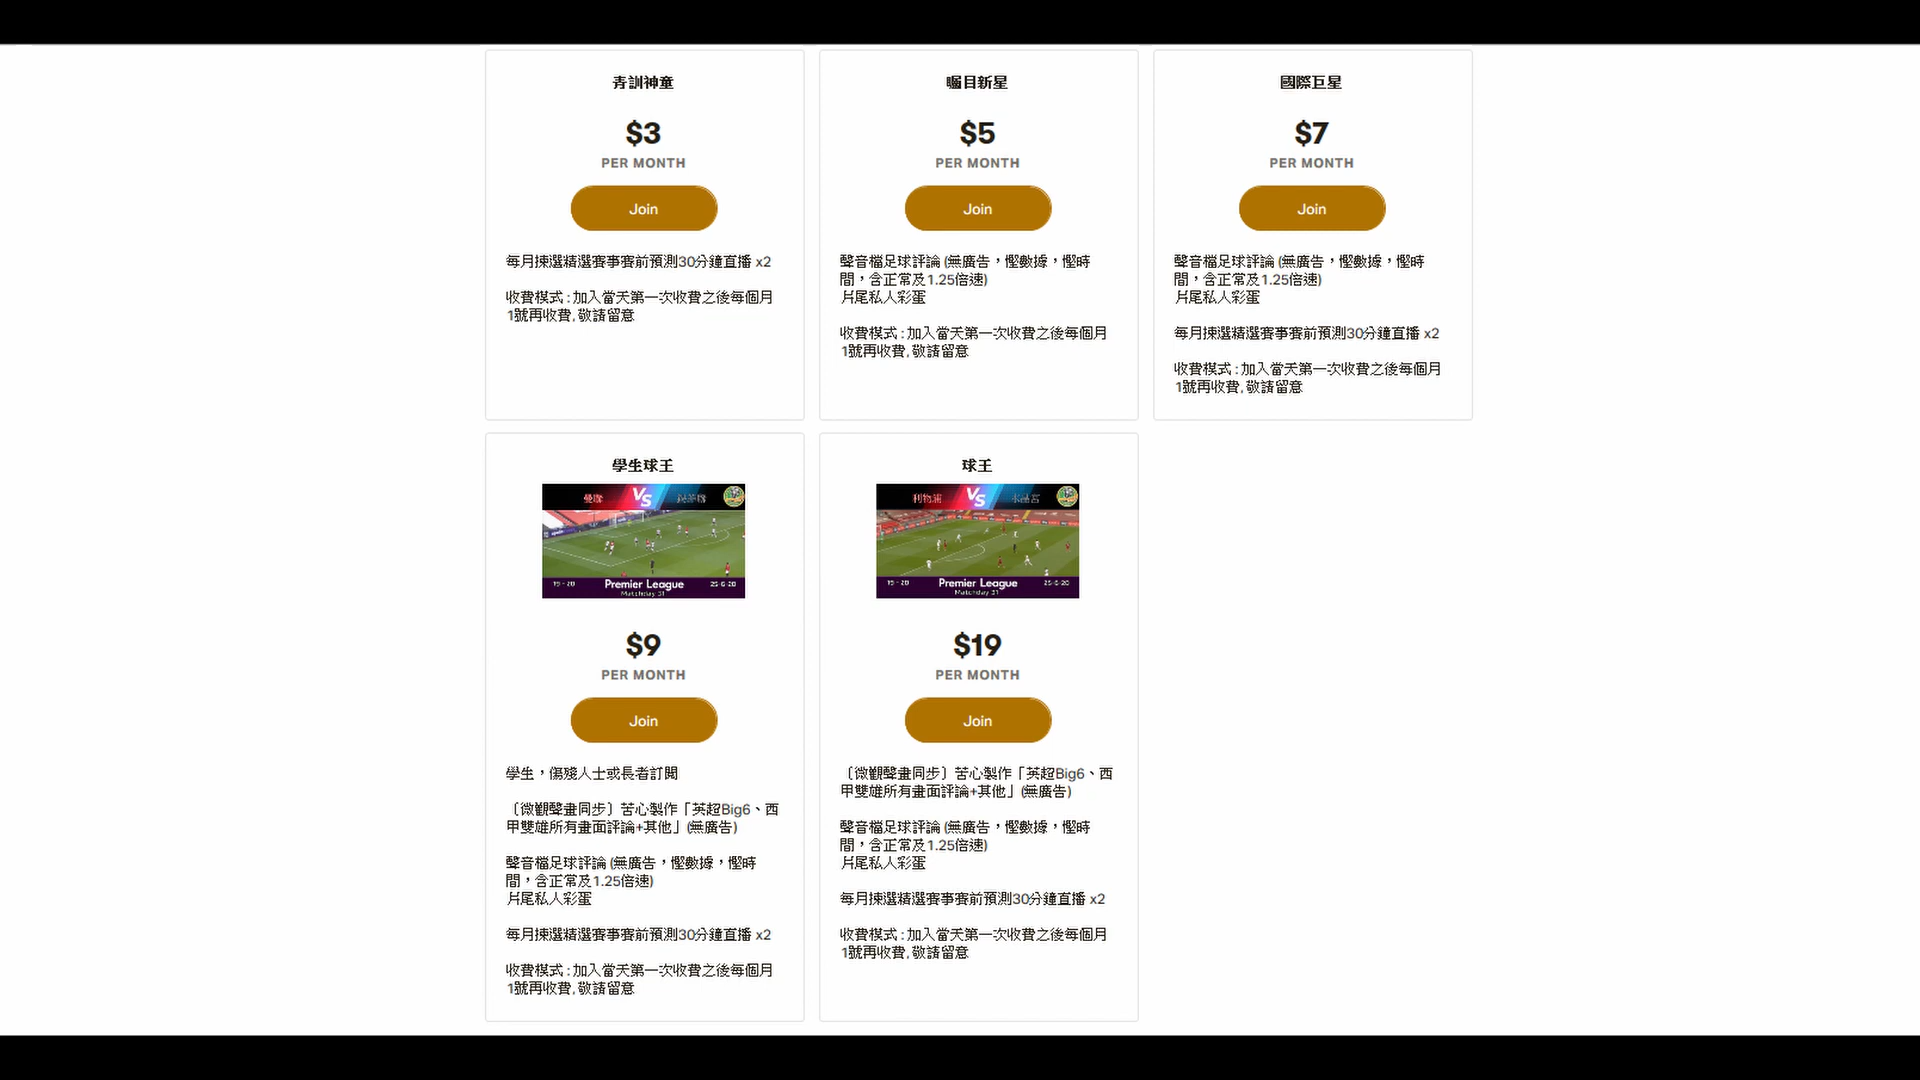 青訓神童
$3
PER MONTH
Join
每月揀選精選賽事賽前預測30分鐘直播 x2
收費模式 : 加入當天第一次收費之後每個月
1號再收費, 敬請留意
矚目新星
$5
PER MONTH
Join
聲音檔足球評論 (無廣告，慳數據，慳時
間，含正常及1.25倍速)
片尾私人彩蛋
收費模式 : 加入當天第一次收費之後每個月
1號再收費, 敬請留意
國際巨星
$7
PER MONTH
Join
聲音檔足球評論 (無廣告，慳數據，慳時
間，含正常及1.25倍速)
片尾私人彩蛋
每月揀選精選賽事賽前預測30分鐘直播 x2
收費模式 : 加入當天第一次收費之後每個月
1號再收費, 敬請留意
學生球王
曼聯 VS
19 - 20 Premier League
Matchday 31
$9
PER MONTH
Join
學生，傷殘人士或長者訂閱
〔微觀聲畫同步〕苦心製作「英超Big6、西
甲雙雄所有畫面評論+其他」(無廣告)
聲音檔足球評論 (無廣告，慳數據，慳時
間，含正常及1.25倍速)
片尾私人彩蛋
每月揀選精選賽事賽前預測30分鐘直播 x2
收費模式 : 加入當天第一次收費之後每個月
1號再收費, 敬請留意
球王
利物浦 VS
19 - 20 Premier League
Matchday 31
$19
PER MONTH
Join
〔微觀聲畫同步〕苦心製作「英超Big6、西
甲雙雄所有畫面評論+其他」(無廣告)
聲音檔足球評論 (無廣告，慳數據，慳時
間，含正常及1.25倍速)
片尾私人彩蛋
每月揀選精選賽事賽前預測30分鐘直播 x2
收費模式 : 加入當天第一次收費之後每個月
1號再收費, 敬請留意